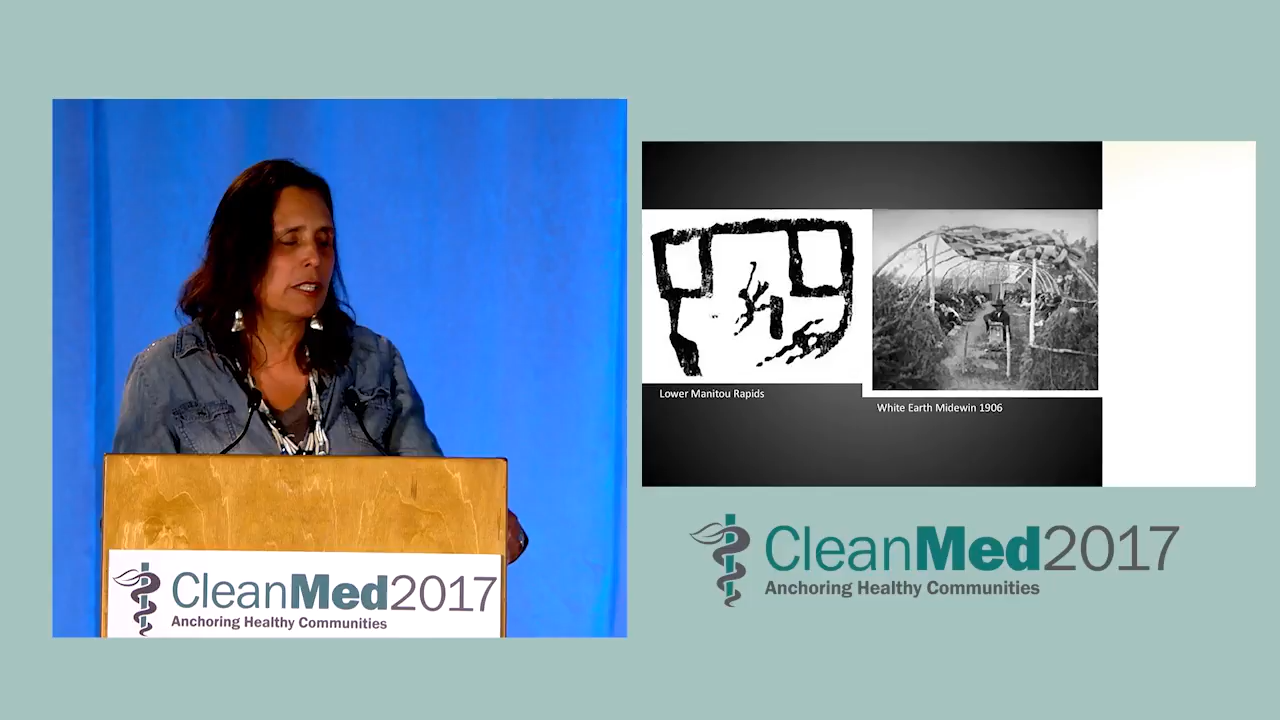 CleanMed2017
Anchoring Healthy Communities
Lower Manitou Rapids
White Earth Midewin 1906
CleanMed2017
Anchoring Healthy Communities